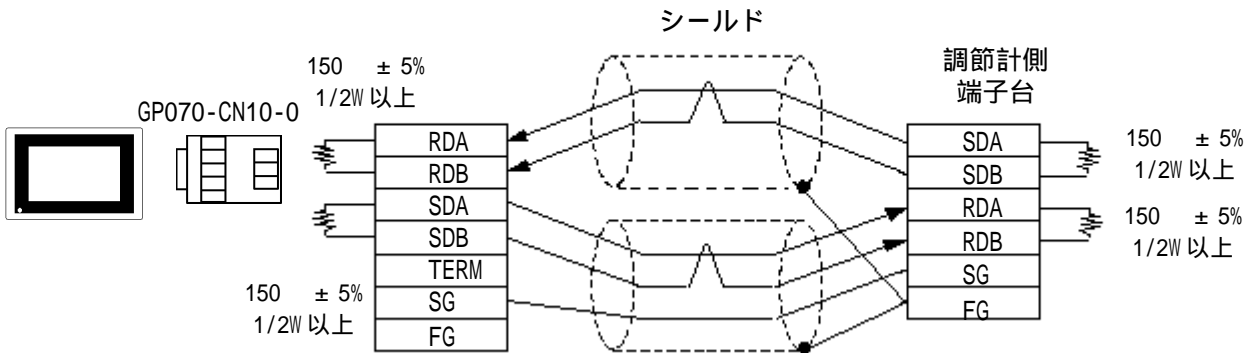 シールド
150 ± 5%
1/2W 以上
GP070-CN10-0
調節計側
端子台
RDA
RDB
SDA
SDB
TERM
SG
FG
150 ± 5%
1/2W 以上
SDA
SDB
RDA
RDB
SG
FG
150 ± 5%
1/2W 以上
150 ± 5%
1/2W 以上